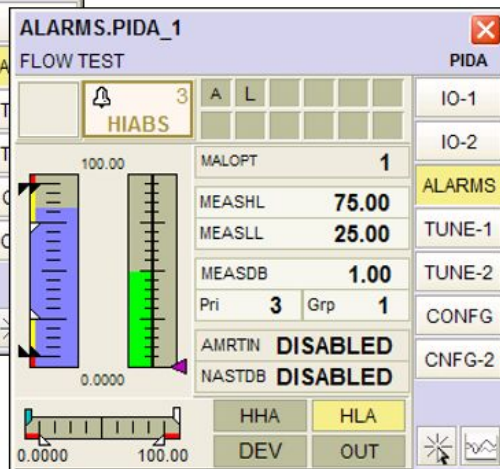 ALARMS.PIDA_1
FLOW TEST
PIDA
3
HIABS
A L
IO-1
IO-2
ALARMS
TUNE-1
TUNE-2
CONFG
CNFG-2
100.00
0.0000
MALOPT 1
MEASHL 75.00
MEASLL 25.00
MEASDB 1.00
Pri 3 Grp 1
AMRTIN DISABLED
NASTDB DISABLED
HHA HLA
DEV OUT
0.0000 100.00